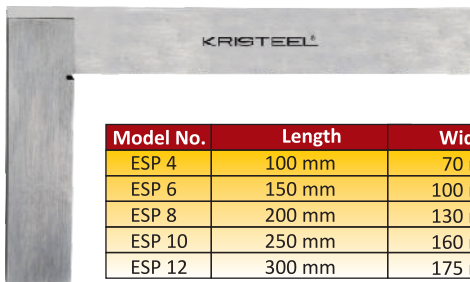 KRISTEEL®
Model No. Length
ESP 4 100 mm 70
ESP 6 150 mm 100
ESP 8 200 mm 130
ESP 10 250 mm 160
ESP 12 300 mm 175